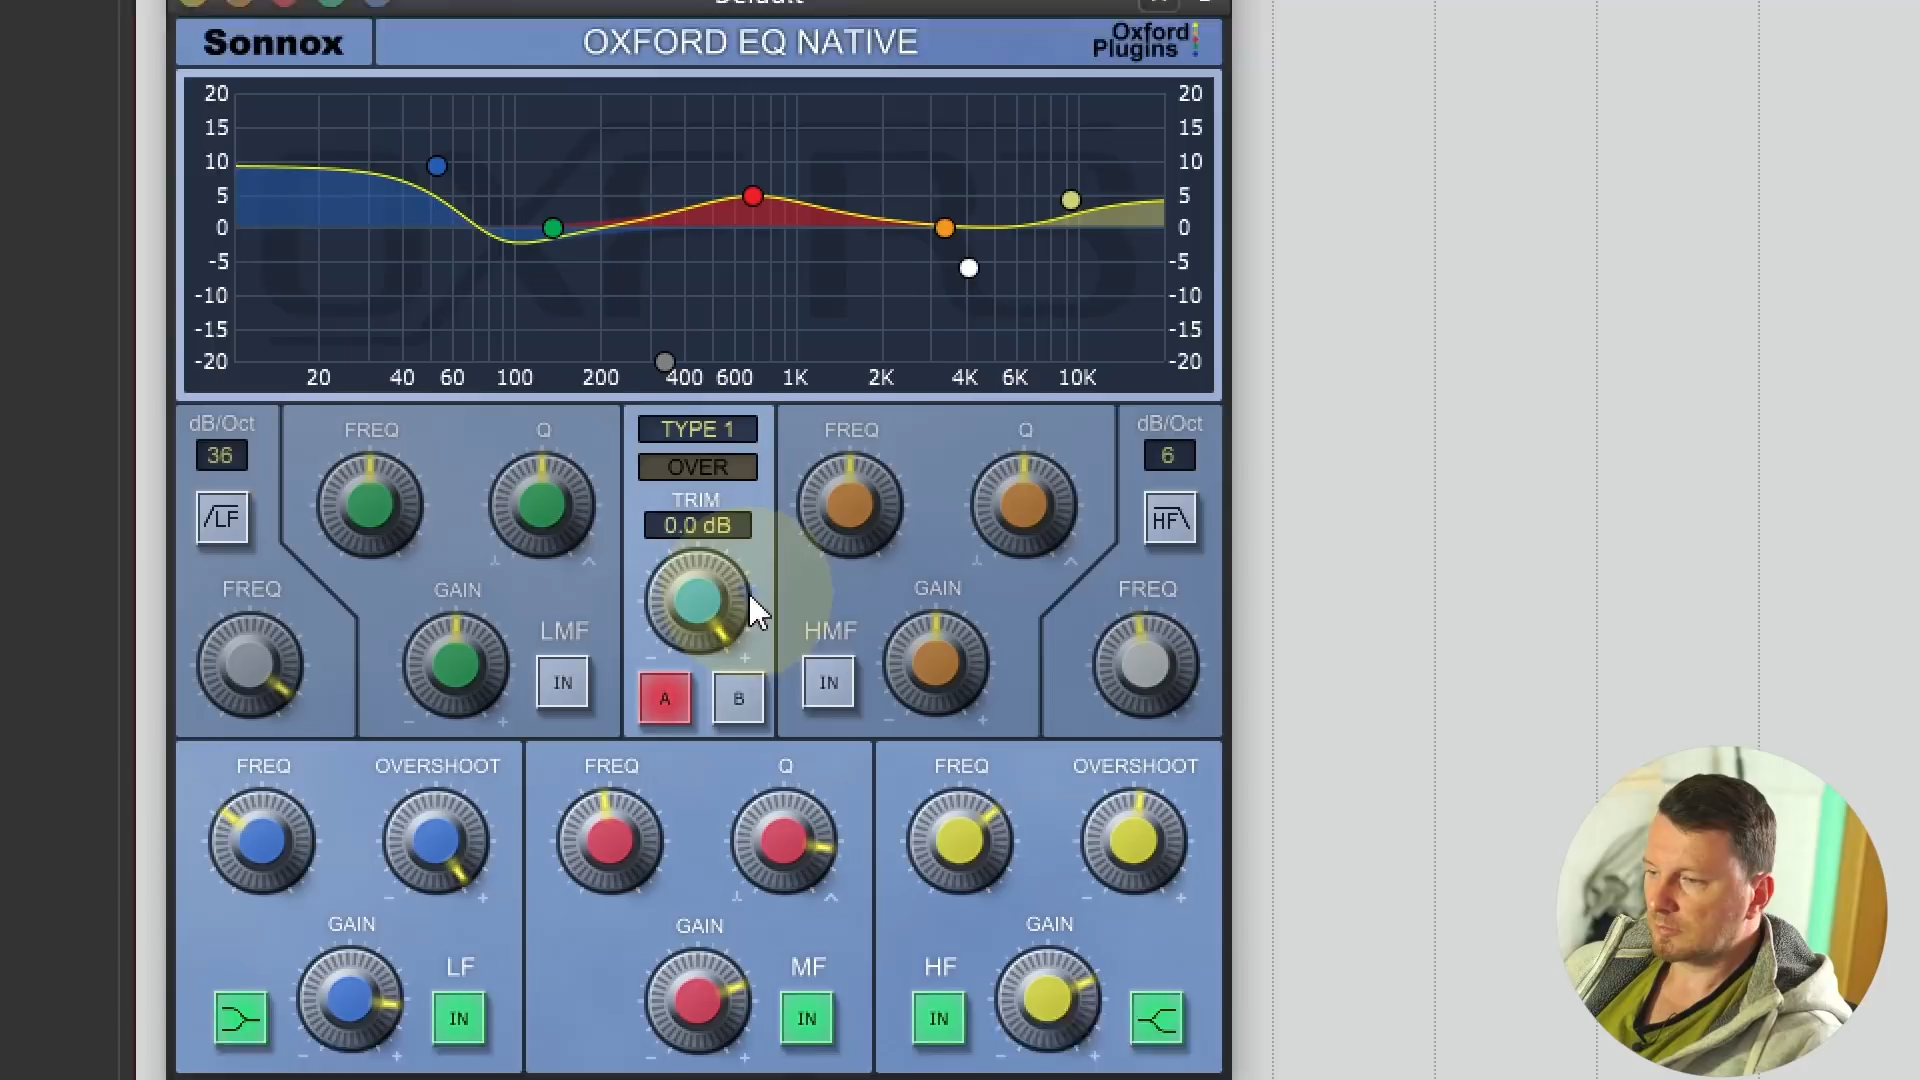 Default
Sonnox
OXFORD EQ NATIVE
Oxford
Plugins
20 20
15 15
10 10
5 5
0 0
-5 -5
-10 -10
-15 -15
-20 -20
20 40 60 100 200 400 600 1K 2K 4K 6K 10K
dB/Oct FREQ Q TYPE 1 FREQ Q dB/Oct
36 OVER 6
TRIM
LF 0.0 dB HF
FREQ GAIN GAIN FREQ
LMF HMF
IN IN
A B
FREQ OVERSHOOT FREQ Q FREQ OVERSHOOT
GAIN GAIN GAIN
LF MF HF
IN IN IN